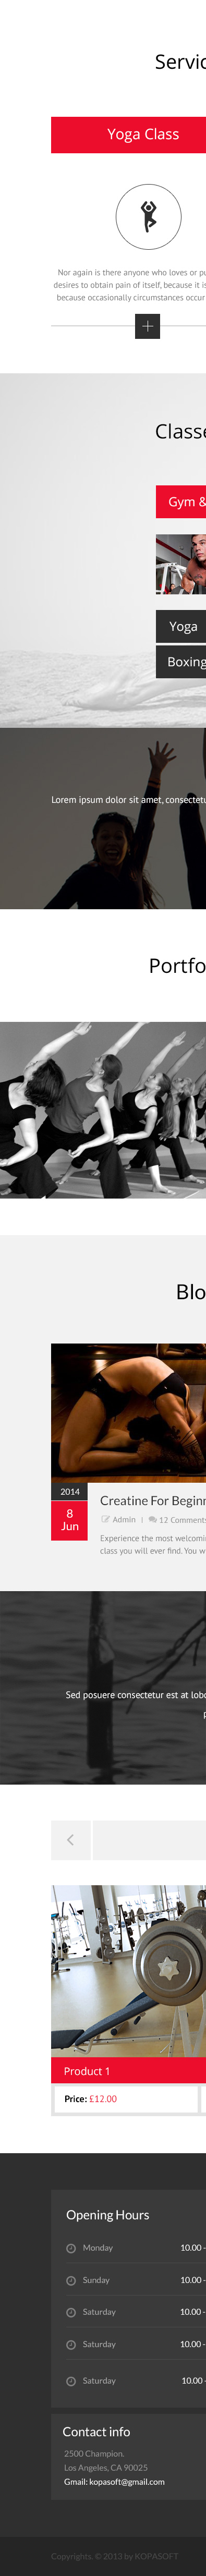 Servic
Yoga Class
Nor again is there anyone who loves or pu
desires to obtain pain of itself, because it is
because occasionally circumstances occur
Classe
Gym &
Yoga
Boxing
Lorem ipsum dolor sit amet, consectetu
Portfo
Blo
2014
8
Jun
Creatine For Beginn
Admin | 12 Comments
Experience the most welcomi
class you will ever find. You w
Sed posuere consectetur est at lobo
p
Product 1
Price: £12.00
Opening Hours
Monday 10.00 -
Sunday 10.00 -
Saturday 10.00 -
Saturday 10.00 -
Saturday 10.00 -
Contact info
2500 Champion.
Los Angeles, CA 90025
Gmail: kopasoft@gmail.com
Copyrights. © 2013 by KOPASOFT